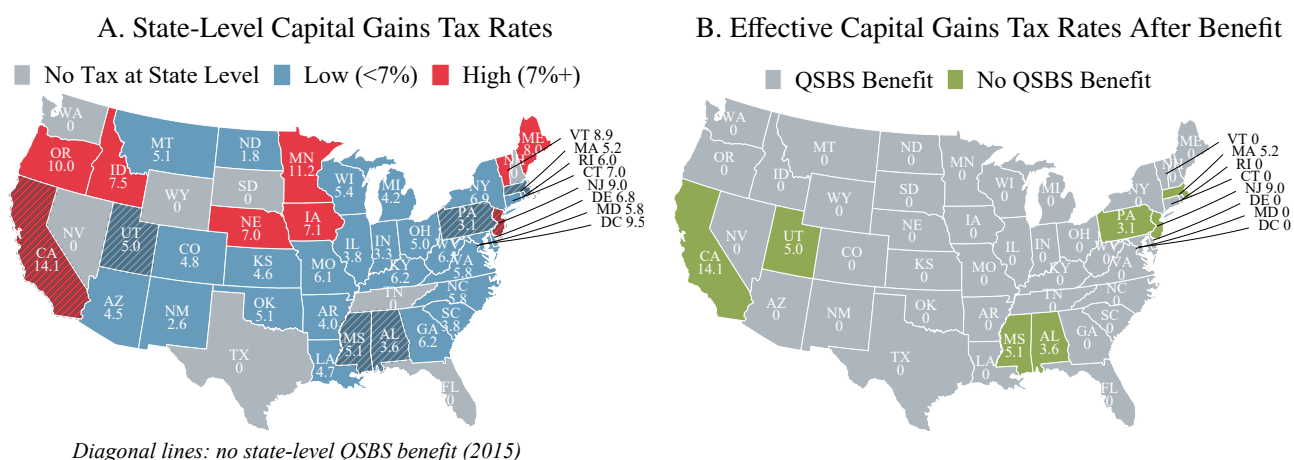 A. State-Level Capital Gains Tax Rates
No Tax at State Level Low (<7%) High (7%+)
WA
0
OR
10.0
ID
7.5
MT
5.1
ND
1.8
MN
11.2
WI
5.4
MI
4.2
NY
6.9
ME
8.0
VT 8.9
MA 5.2
RI 6.0
CT 7.0
NJ 9.0
DE 6.8
MD 5.8
DC 9.5
WY
0
SD
0
NE
7.0
IA
7.1
PA
3.1
CA
14.1
NV
0
UT
5.0
CO
4.8
KS
4.6
MO
6.1
IL
3.8
IN
3.3
OH
5.0
KY
6.2
VA
5.8
AZ
4.5
NM
2.6
OK
5.1
AR
4.0
TN
0
NC
5.8
SC
3.8
TX
0
LA
4.7
MS
5.1
AL
3.6
GA
6.2
FL
0
Diagonal lines: no state-level QSBS benefit (2015)
B. Effective Capital Gains Tax Rates After Benefit
QSBS Benefit No QSBS Benefit
WA
0
OR
0
ID
0
MT
0
ND
0
MN
0
WI
0
MI
0
NY
0
ME
0
NH
0
VT 0
MA 5.2
RI 0
CT 0
NJ 9.0
DE 0
MD 0
DC 0
WY
0
SD
0
NE
0
IA
0
PA
3.1
CA
14.1
NV
0
UT
5.0
CO
0
KS
0
MO
0
IL
0
IN
0
OH
0
KY
0
VA
0
AZ
0
NM
0
OK
0
AR
0
TN
0
NC
0
SC
0
TX
0
LA
0
MS
5.1
AL
3.6
GA
0
FL
0